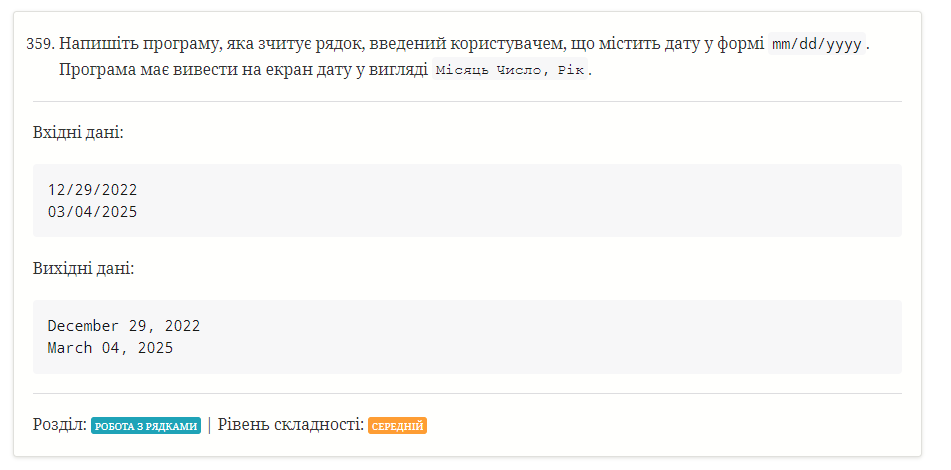 359. Напишіть програму, яка зчитує рядок, введений користувачем, що містить дату у формі mm/dd/yyyy.
Програма має вивести на екран дату у вигляді Місяць Число, Рік.
Вхідні дані:
12/29/2022
03/04/2025
Вихідні дані:
December 29, 2022
March 04, 2025
Розділ: РОБОТА З РЯДКАМИ | Рівень складності: СЕРЕДНІЙ